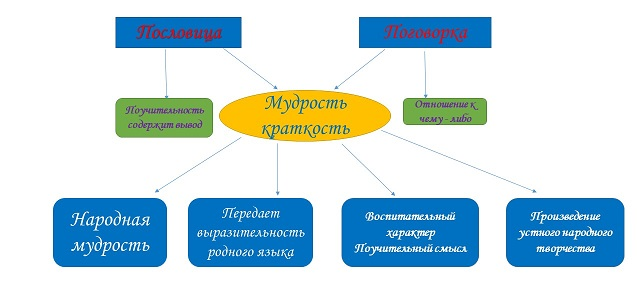 Пословица
Поговорка
Поучительность
содержит вывод
Мудрость
краткость
Отношение к
чему - либо
Народная
мудрость
Передает
выразительность
родного языка
Воспитательный
характер
Поучительный смысл
Произведение
устного народного
творчества